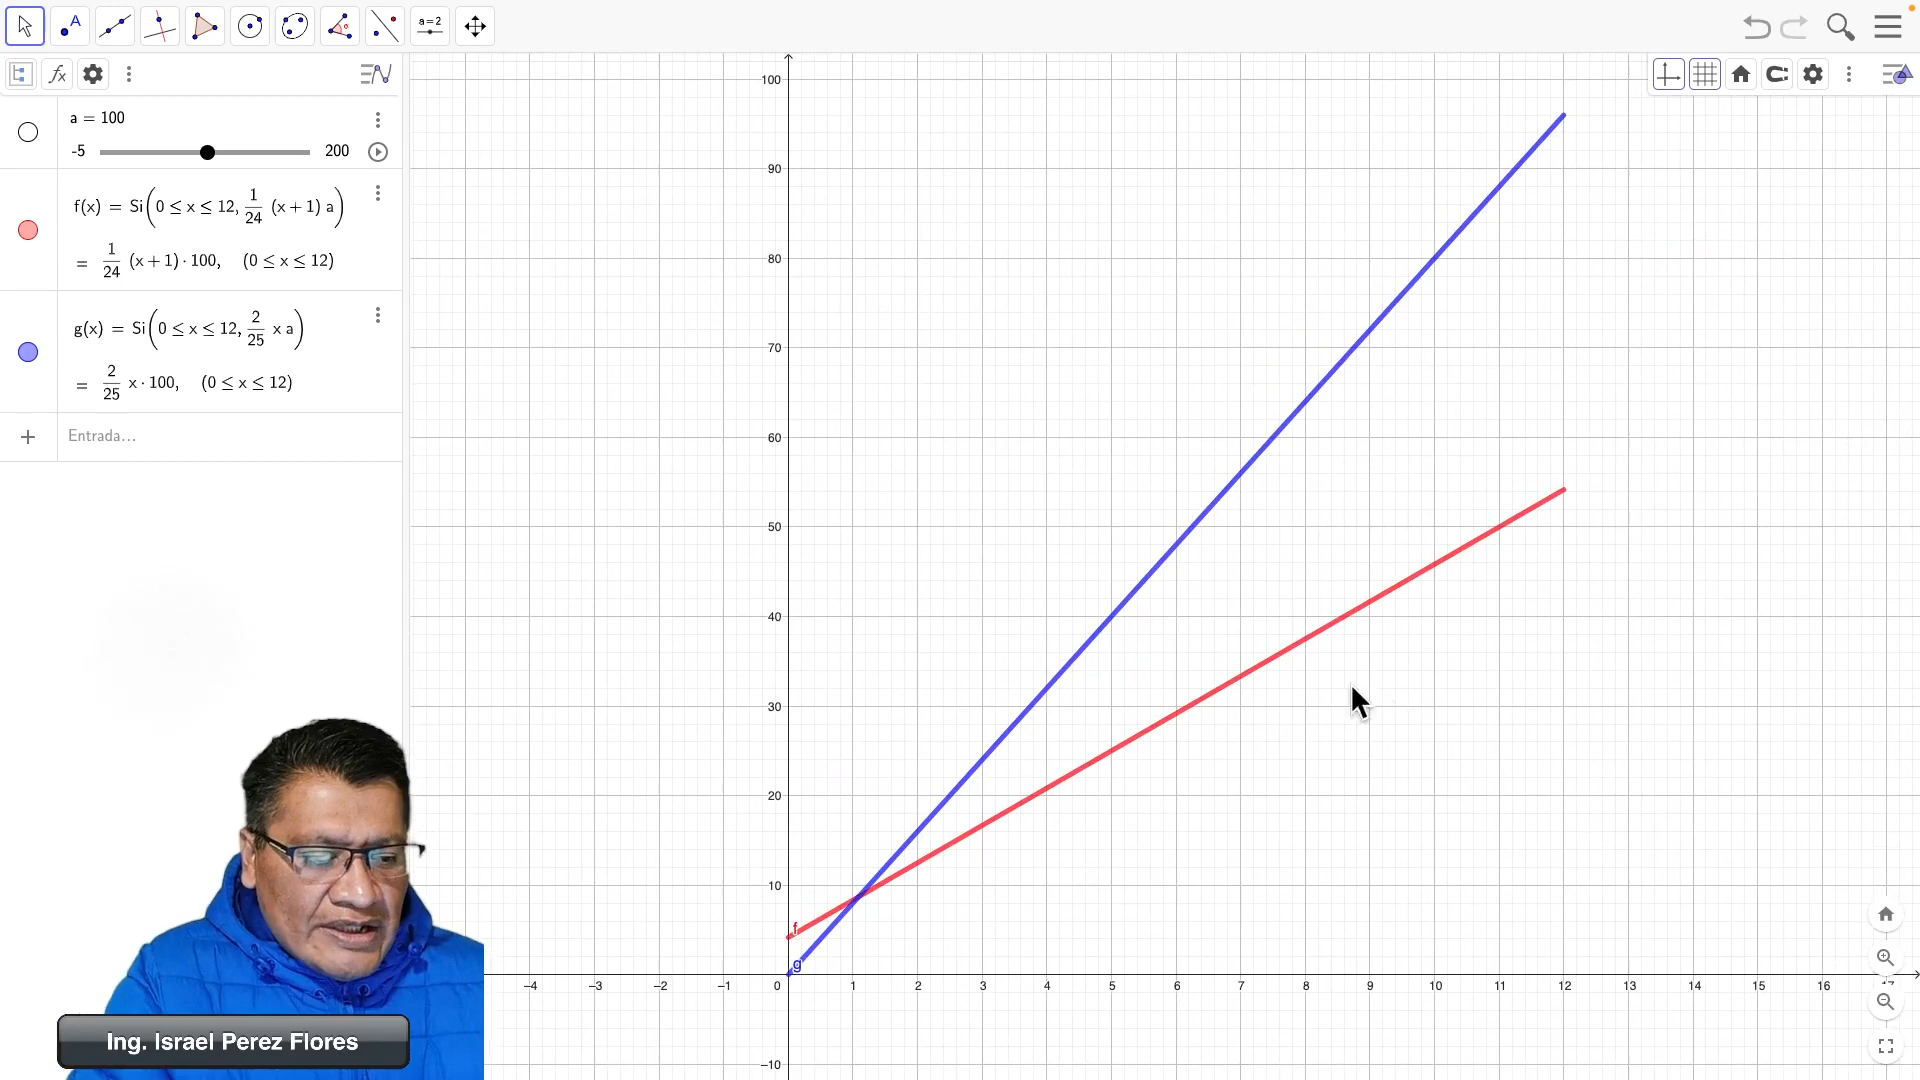 A
a=2
fx
a = 100
-5 200
f(x) = Si(0 ≤ x ≤ 12, 1/24 (x + 1) a)
= 1/24 (x + 1) · 100, (0 ≤ x ≤ 12)
g(x) = Si(0 ≤ x ≤ 12, 2/25 x a)
= 2/25 x · 100, (0 ≤ x ≤ 12)
+ Entrada...
100
90
80
70
60
50
40
30
20
10
f
g
-4 -3 -2 -1 0 1 2 3 4 5 6 7 8 9 10 11 12 13 14 15 16 17
-10
Ing. Israel Perez Flores